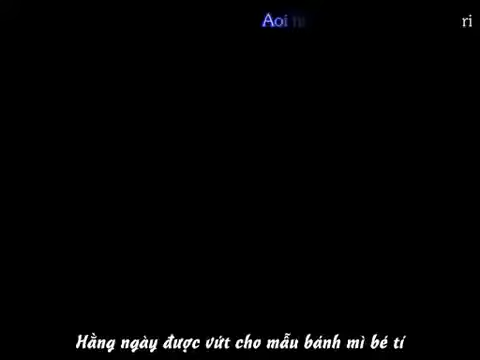 Aoi ri
Hằng ngày được vứt cho mẫu bánh mì bé tí